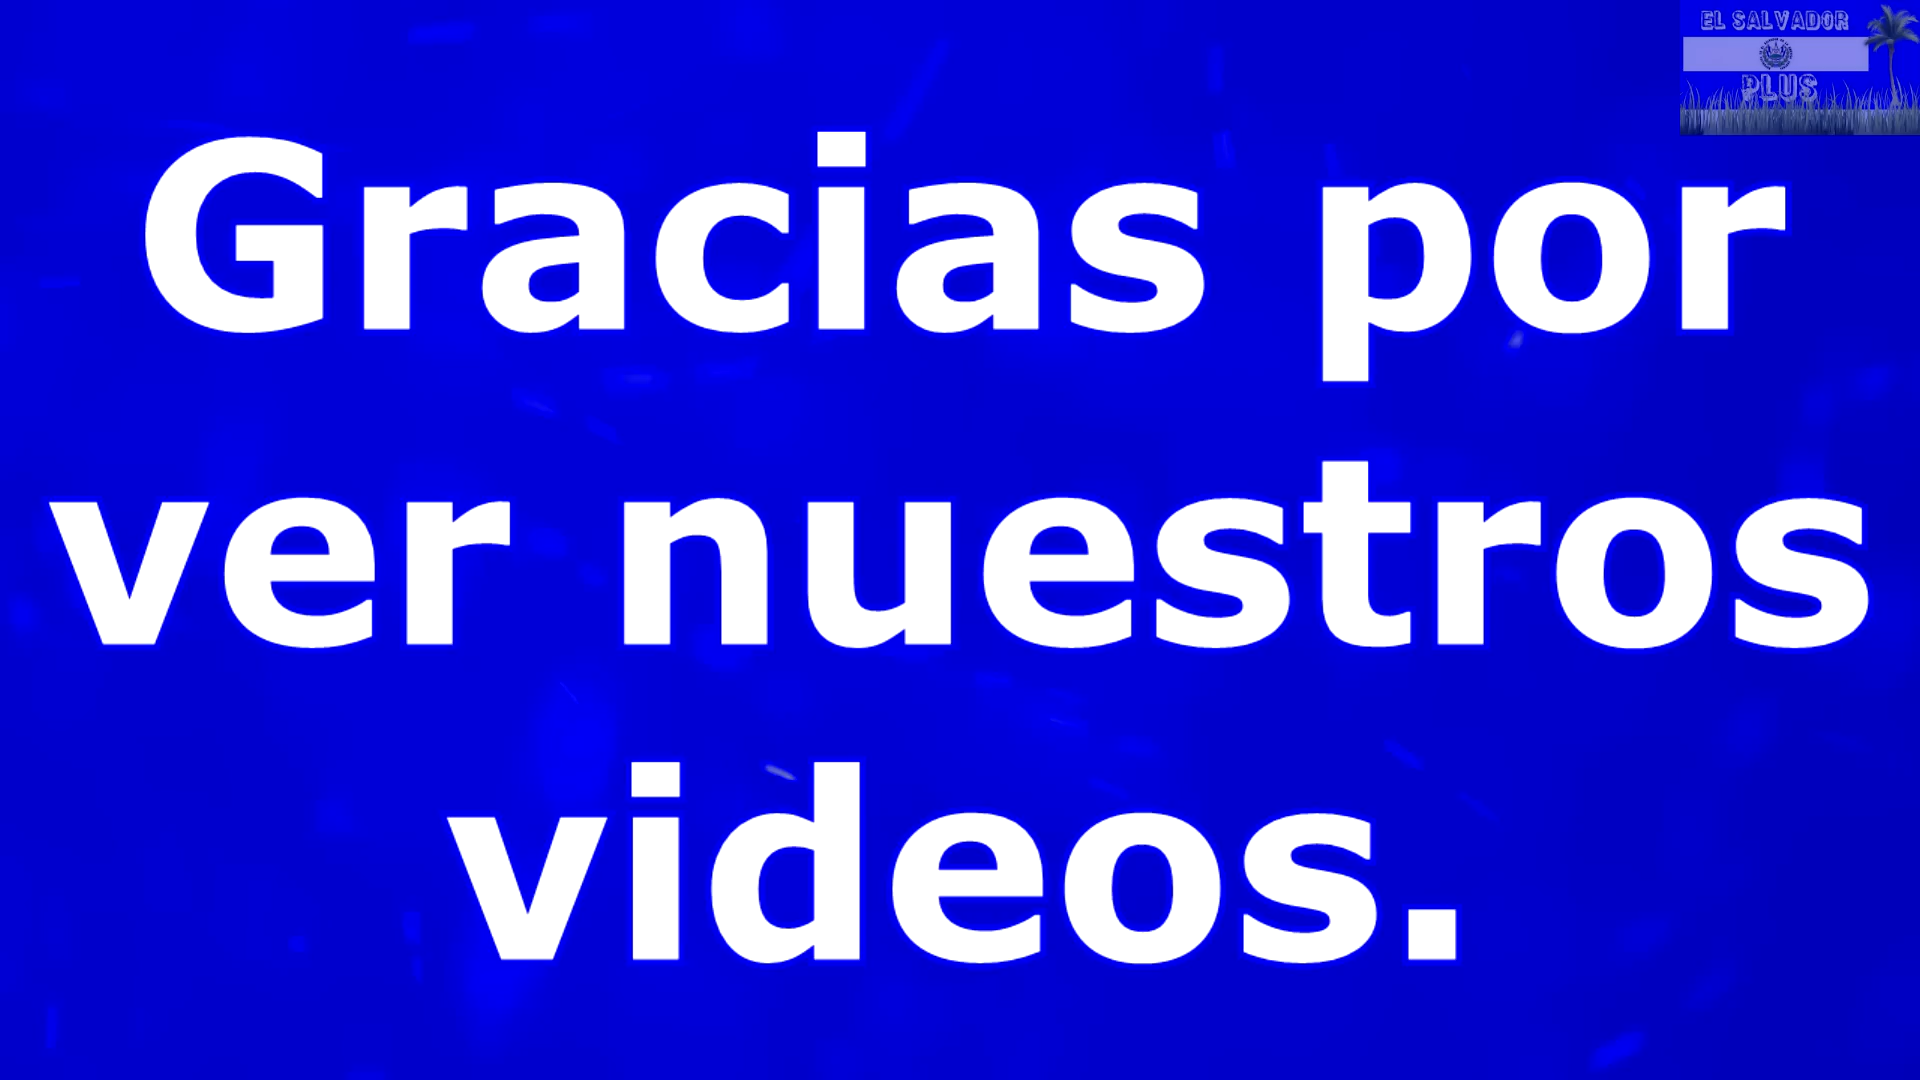 EL SALVADOR
PLUS
Gracias por
ver nuestros
videos.